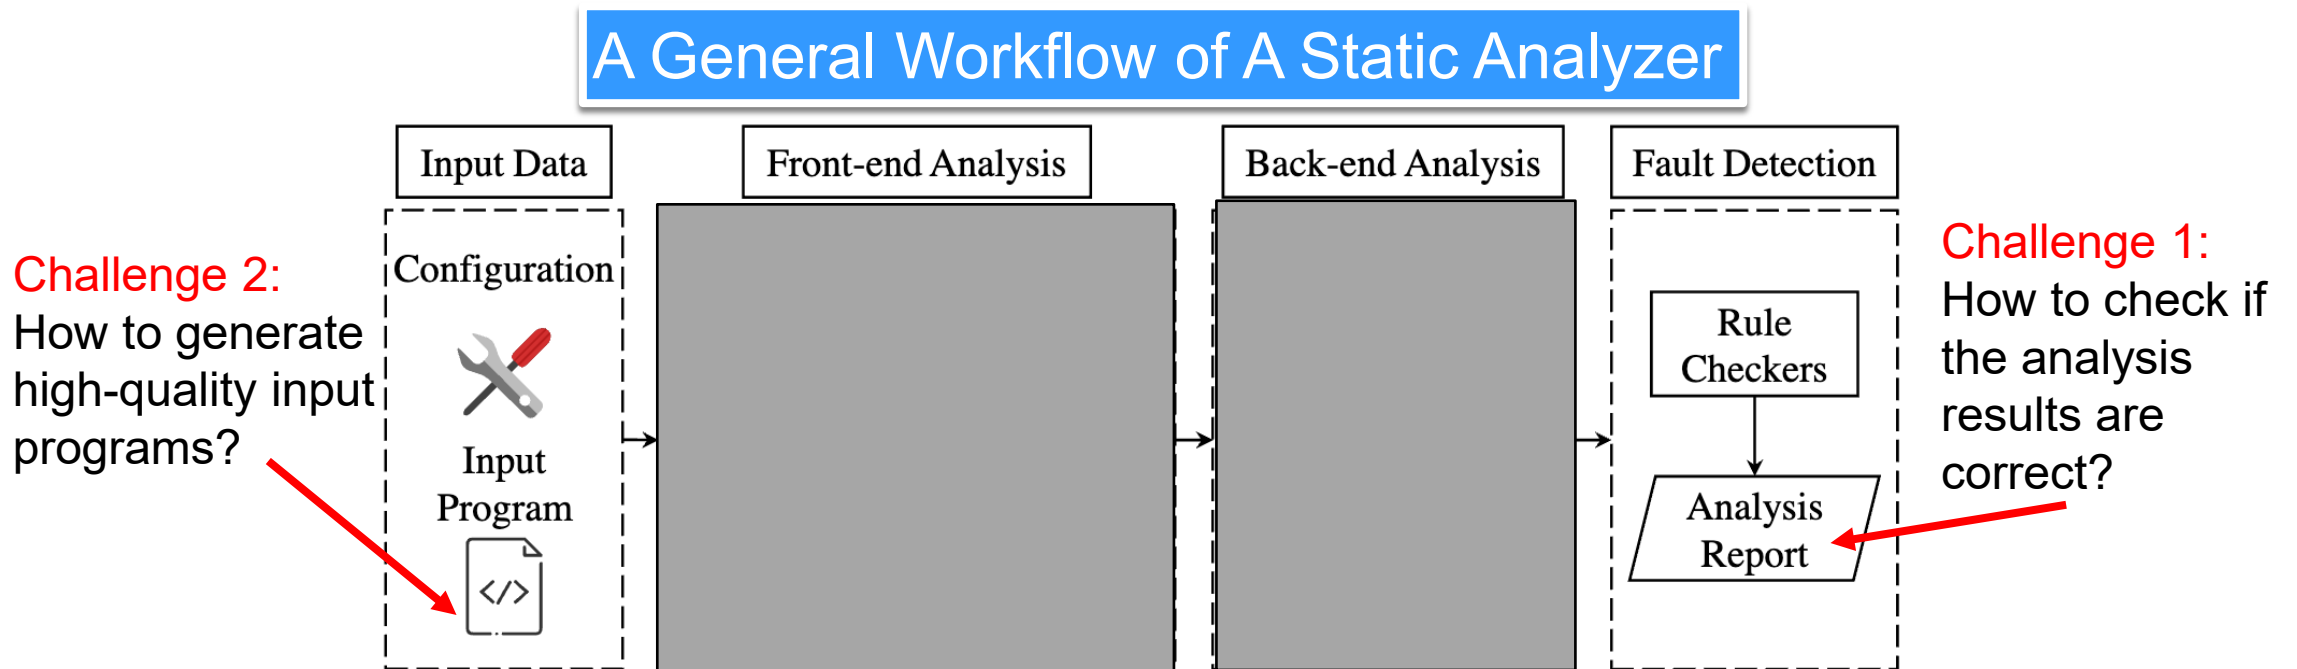 A General Workflow of A Static Analyzer
Input Data
Front-end Analysis
Back-end Analysis
Fault Detection
Challenge 2:
How to generate
high-quality input
programs?
Configuration
Input
Program
</>
Rule
Checkers
Analysis
Report
Challenge 1:
How to check if
the analysis
results are
correct?